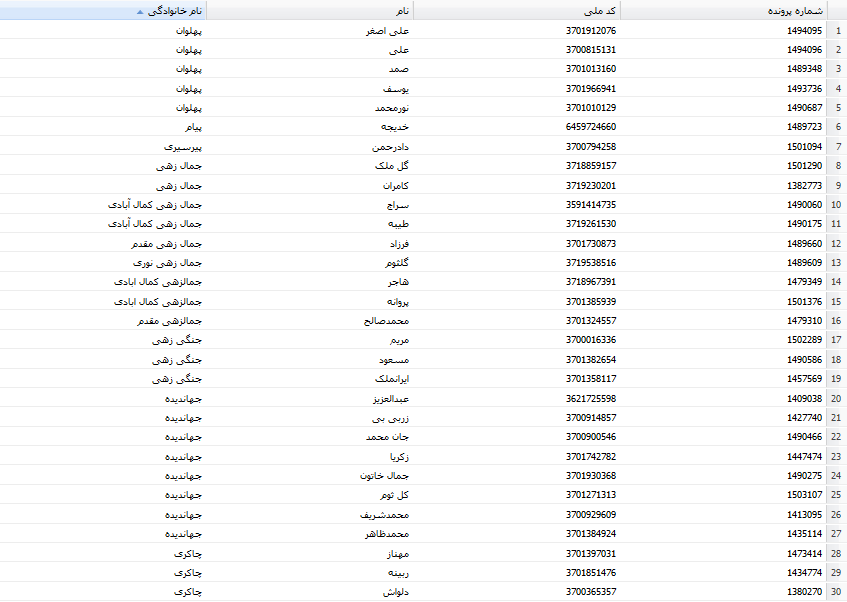 شماره پرونده کد ملی نام نام خانوادگی
1 1494095 3701912076 علی اصغر پهلوان
2 1494096 3700815131 علی پهلوان
3 1489348 3701013160 صمد پهلوان
4 1493736 3701966941 یوسف پهلوان
5 1490687 3701010129 نورمحمد پهلوان
6 1489723 6459724660 خدیجه پیام
7 1501094 3700794258 دادرحمن پیرسیری
8 1501290 3718859157 گل ملک جمال زهی
9 1382773 3719230201 کامران جمال زهی
10 1490060 3591414735 سراج جمال زهی کمال آبادی
11 1490175 3719261530 طیبه جمال زهی کمال آبادی
12 1489660 3701730873 فرزاد جمال زهی مقدم
13 1489609 3719538516 گلثوم جمال زهی نوری
14 1479349 3718967391 هاجر جمالزهی کمال ابادی
15 1501376 3701385939 پروانه جمالزهی کمال ابادی
16 1479310 3701324557 محمدصالح جمالزهی مقدم
17 1502289 3700016336 مریم جنگی زهی
18 1490586 3701382654 مسعود جنگی زهی
19 1457569 3701358117 ایرانملک جنگی زهی
20 1409038 3621725598 عبدالعزیز جهاندیده
21 1427740 3700914857 زربی بی جهاندیده
22 1490466 3700900546 جان محمد جهاندیده
23 1447474 3701742782 زکریا جهاندیده
24 1490275 3701930368 جمال خاتون جهاندیده
25 1503107 3701271313 کل ثوم جهاندیده
26 1413095 3700929609 محمدشریف جهاندیده
27 1435114 3701384924 محمدظاهر جهاندیده
28 1473414 3701397031 مهناز چاکری
29 1434774 3701851476 ربینه چاکری
30 1380270 3700365357 دلواش چاکری